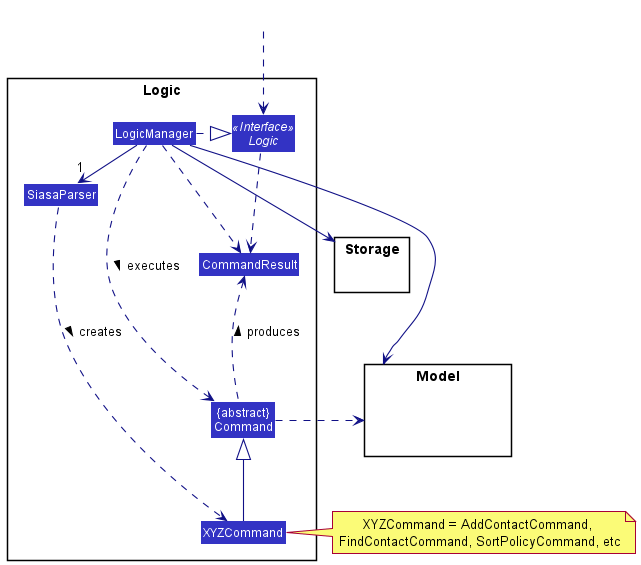 Logic
LogicManager
«Interface»
Logic
1
SiasaParser
Storage
CommandResult
executes
creates
produces
Model
{abstract}
Command
XYZCommand
XYZCommand = AddContactCommand,
FindContactCommand, SortPolicyCommand, etc